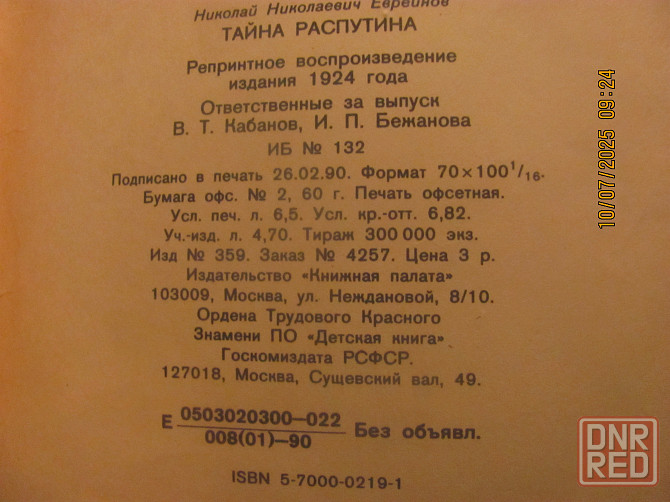 Николай Николаевич Евреинов
ТАЙНА РАСПУТИНА
Репринтное воспроизведение
издания 1924 года
Ответственные за выпуск
В. Т. Кабанов, И. П. Бежанова
ИБ № 132
Подписано в печать 26.02.90. Формат 70×100¹/₁₆.
Бумага офс. № 2, 60 г. Печать офсетная.
Усл. печ. л. 6,5. Усл. кр.-отт. 6,82.
Уч.-изд. л. 4,70. Тираж 300 000 экз.
Изд № 359. Заказ № 4257. Цена 3 р.
Издательство «Книжная палата»
103009, Москва, ул. Неждановой, 8/10.
Ордена Трудового Красного
Знамени ПО «Детская книга»
Госкомиздата РСФСР.
127018, Москва, Сущевский вал, 49.
Е 0503020300—022
008(01)—90
Без объявл.
ISBN 5-7000-0219-1
10/07/2025 09:24
DNR
RED